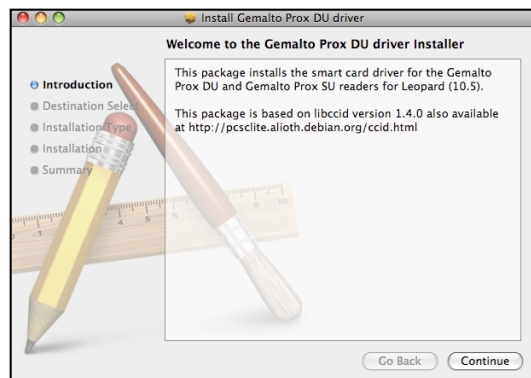 Install Gemalto Prox DU driver
Welcome to the Gemalto Prox DU driver Installer
Introduction
Destination Select
Installation Type
Installation
Summary
This package installs the smart card driver for the Gemalto
Prox DU and Gemalto Prox SU readers for Leopard (10.5).
This package is based on libccid version 1.4.0 also available
at http://pcsclite.alioth.debian.org/ccid.html
Go Back
Continue